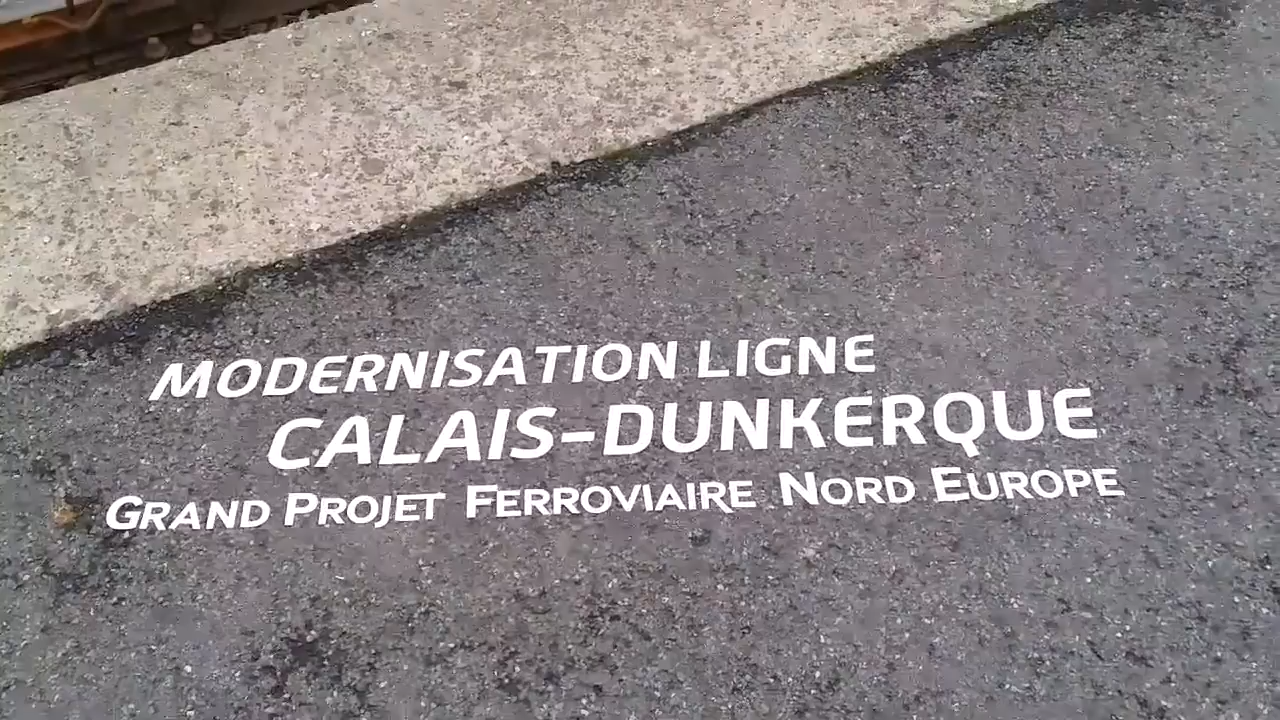 MODERNISATION LIGNE
CALAIS-DUNKERQUE
GRAND PROJET FERROVIAIRE NORD EUROPE